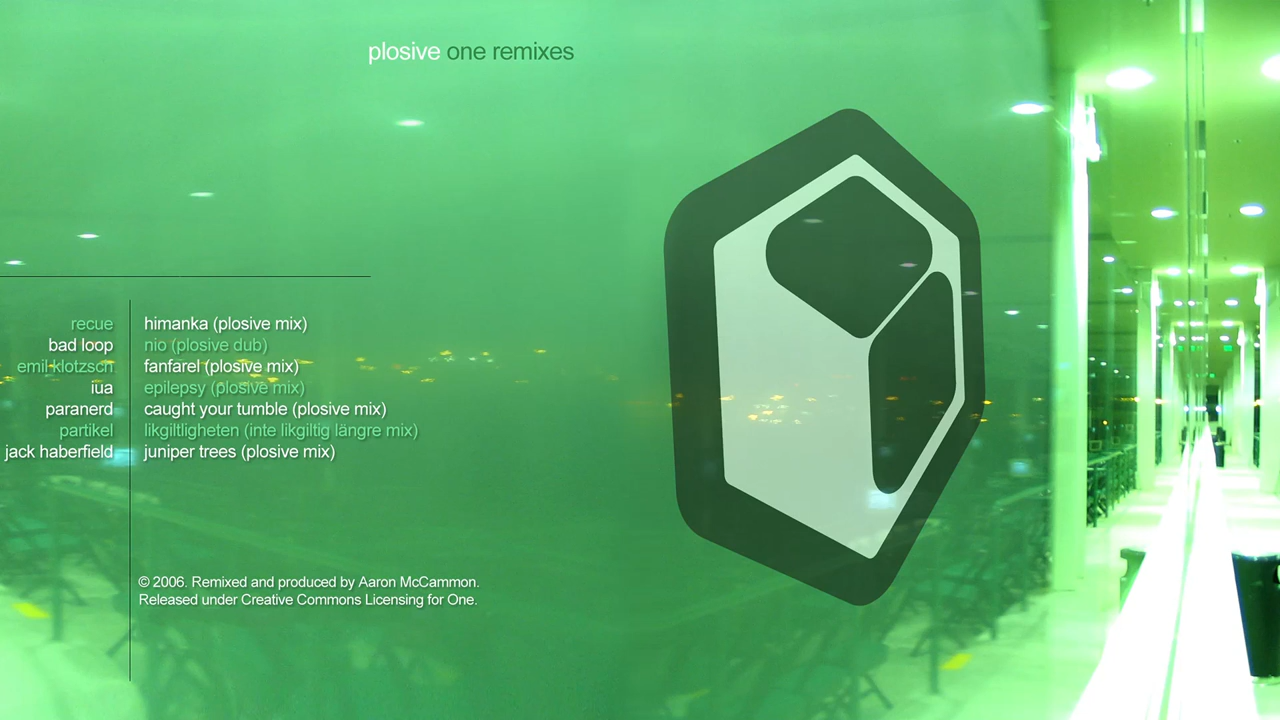 plosive one remixes
recue himanka (plosive mix)
bad loop nio (plosive dub)
emil klotzsch fanfarel (plosive mix)
iua epilepsy (plosive mix)
paranerd caught your tumble (plosive mix)
partikel likgiltligheten (inte likgiltig längre mix)
jack haberfield juniper trees (plosive mix)
© 2006. Remixed and produced by Aaron McCammon.
Released under Creative Commons Licensing for One.